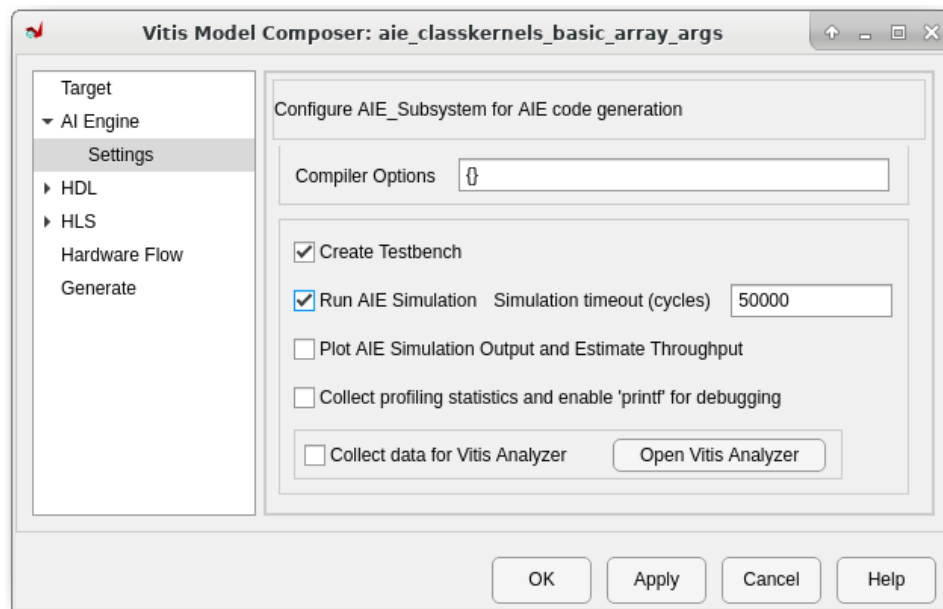 Vitis Model Composer: aie_classkernels_basic_array_args
Target
AI Engine
Settings
HDL
HLS
Hardware Flow
Generate
Configure AIE_Subsystem for AIE code generation
Compiler Options {}
Create Testbench
Run AIE Simulation Simulation timeout (cycles) 50000
Plot AIE Simulation Output and Estimate Throughput
Collect profiling statistics and enable 'printf' for debugging
Collect data for Vitis Analyzer Open Vitis Analyzer
OK Apply Cancel Help